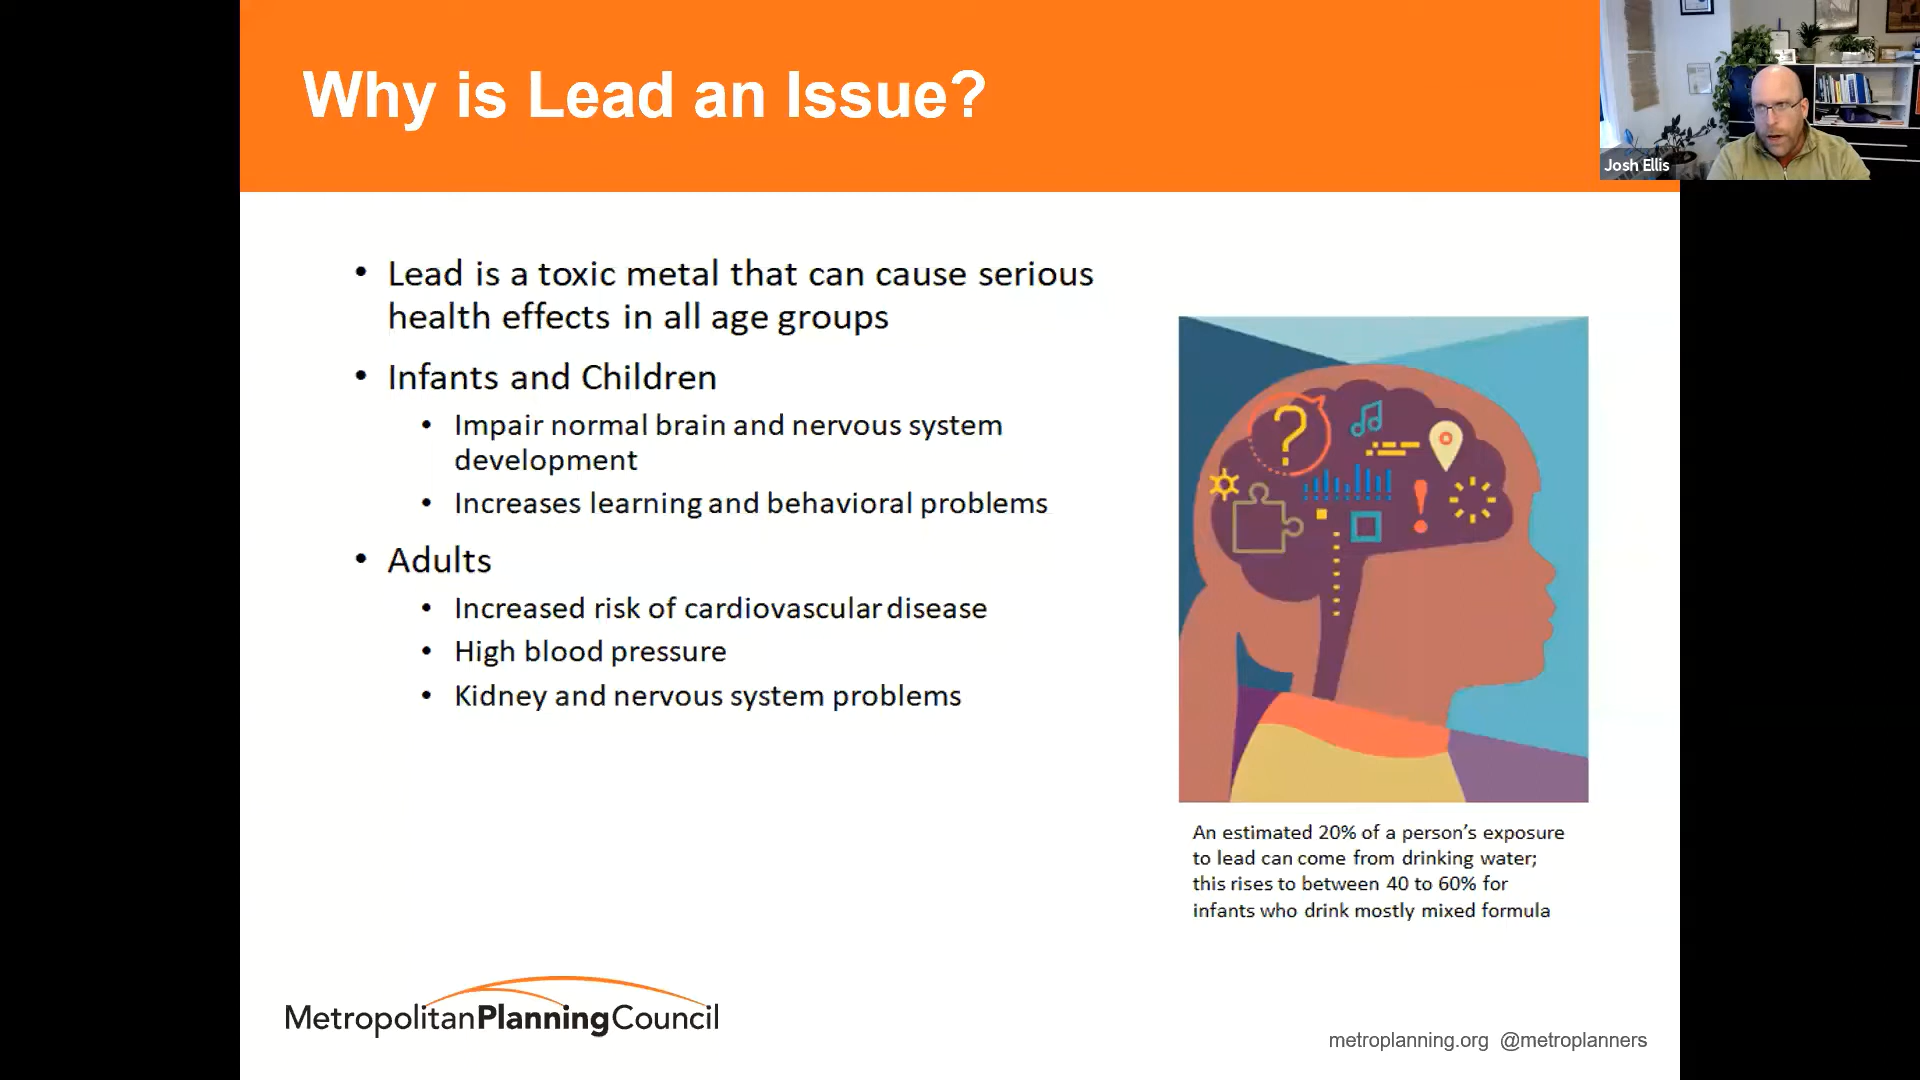 Why is Lead an Issue?
Josh Ellis
• Lead is a toxic metal that can cause serious
health effects in all age groups
• Infants and Children
• Impair normal brain and nervous system
development
• Increases learning and behavioral problems
• Adults
• Increased risk of cardiovascular disease
• High blood pressure
• Kidney and nervous system problems
?
!
An estimated 20% of a person’s exposure
to lead can come from drinking water;
this rises to between 40 to 60% for
infants who drink mostly mixed formula
MetropolitanPlanningCouncil
metroplanning.org @metroplanners